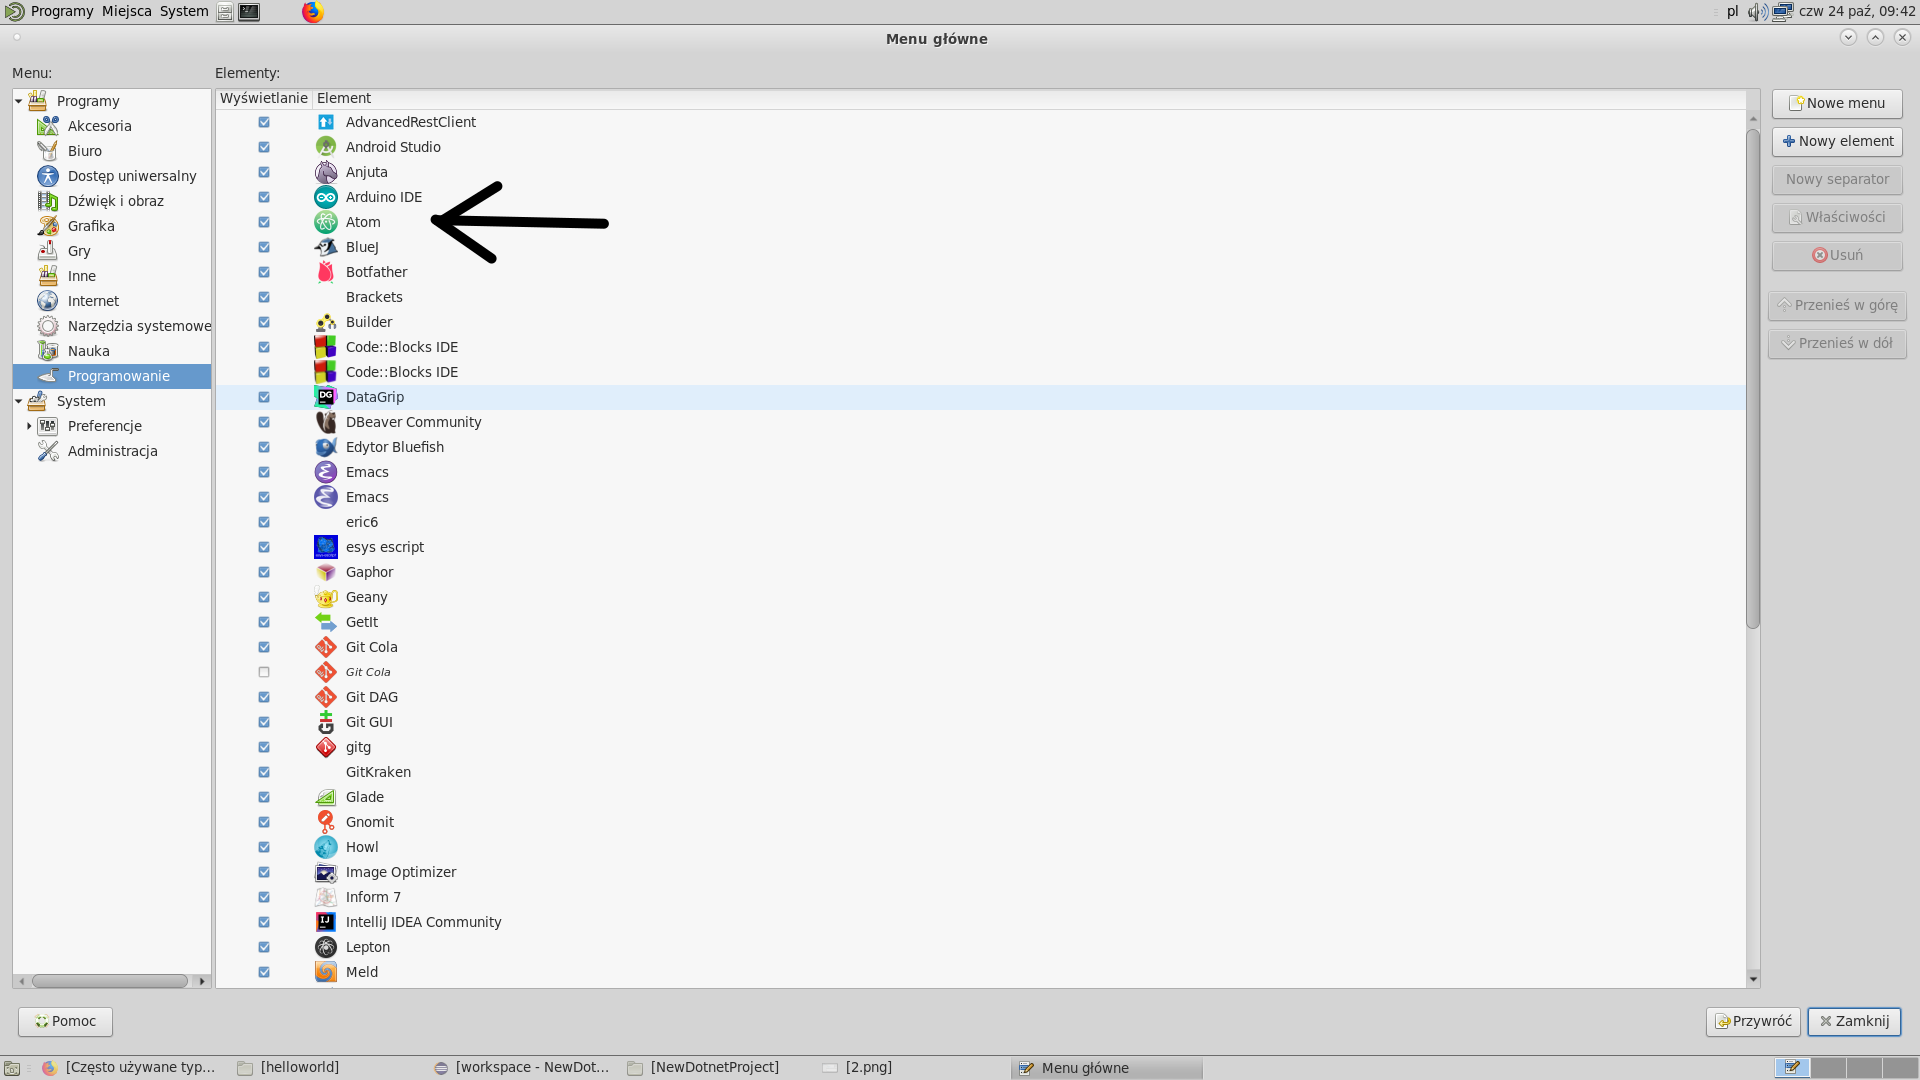 Programy Miejsca System
pl czw 24 paź, 09:42
Menu główne
Menu:
Programy
Akcesoria
Biuro
Dostęp uniwersalny
Dźwięk i obraz
Grafika
Gry
Inne
Internet
Narzędzia systemowe
Nauka
Programowanie
System
Preferencje
Administracja
Elementy:
Wyświetlanie Element
AdvancedRestClient
Android Studio
Anjuta
Arduino IDE
Atom
BlueJ
Botfather
Brackets
Builder
Code::Blocks IDE
Code::Blocks IDE
DG DataGrip
DBeaver Community
Edytor Bluefish
Emacs
Emacs
eric6
esys escript
Gaphor
Geany
GetIt
Git Cola
Git Cola
Git DAG
Git GUI
gitg
GitKraken
Glade
Gnomit
Howl
Image Optimizer
Inform 7
IJ IntelliJ IDEA Community
Lepton
Meld
Nowe menu
Nowy element
Nowy separator
Właściwości
Usuń
Przenieś w górę
Przenieś w dół
Pomoc
Przywróć
Zamknij
[Często używane typ... [helloworld] [workspace - NewDot... [NewDotnetProject] [2.png] Menu główne